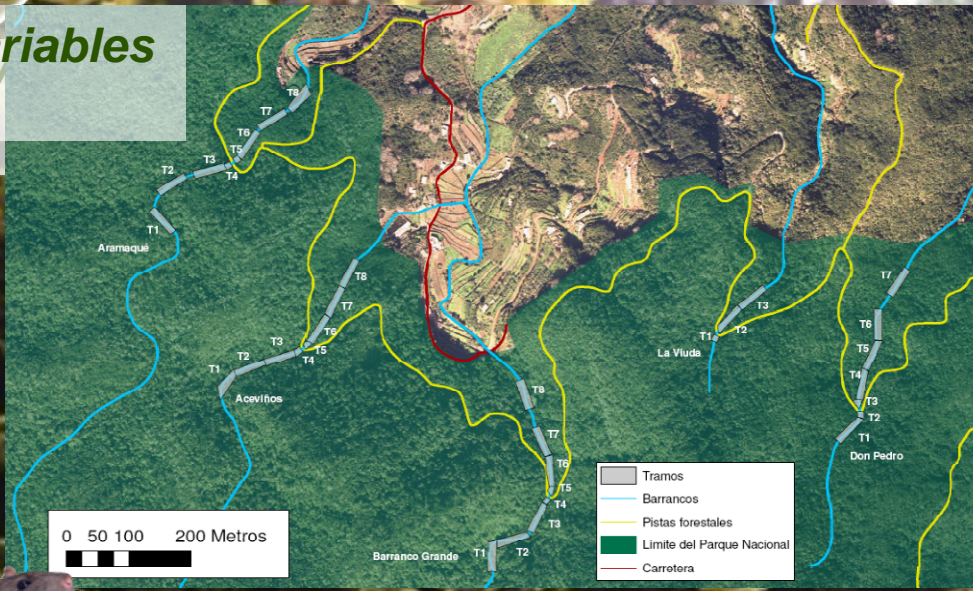 riables
T8
T7
T6
T5
T3
T4
T2
T1
Aramaqué
T8
T7
T6
T5
T3
T4
T2
T1
Aceviños
T8
T7
T6
T5
T4
T3
T2
T1
Barranco Grande
T3
T2
T1
La Viuda
T7
T6
T5
T4
T3
T2
T1
Don Pedro
0 50 100 200 Metros
Tramos
Barrancos
Pistas forestales
Limite del Parque Nacional
Carretera